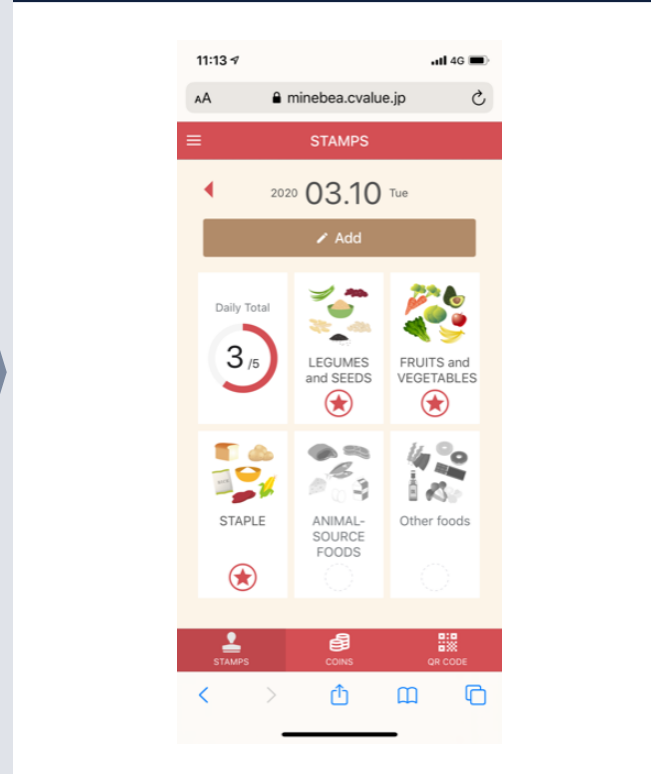 11:13
4G
AA
minebea.cvalue.jp
STAMPS
2020 03.10 Tue
Add
Daily Total
3 /5
LEGUMES
and SEEDS
FRUITS and
VEGETABLES
STAPLE
ANIMAL-
SOURCE
FOODS
Other foods
STAMPS
COINS
QR CODE